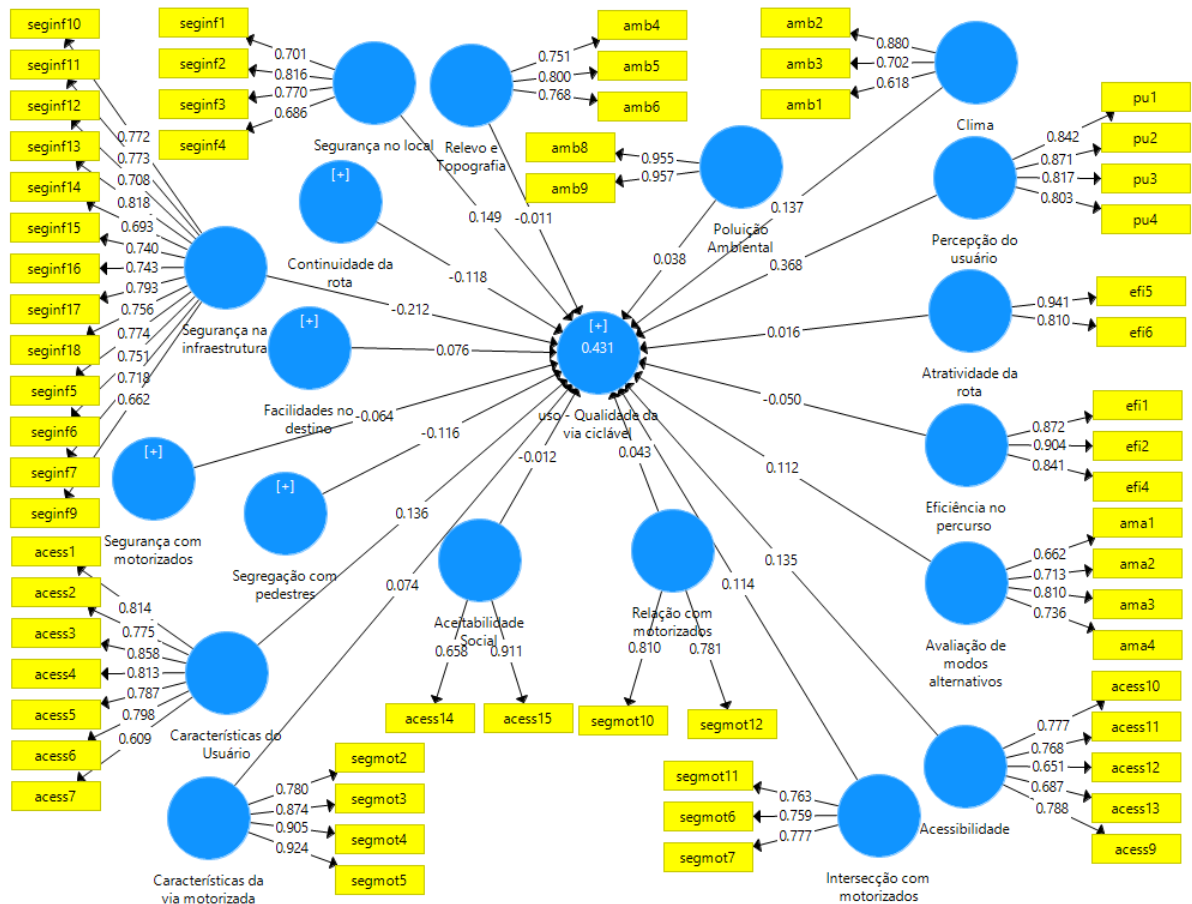 seginf10
seginf11
seginf12
seginf13
seginf14
seginf15
seginf16
seginf17
seginf18
seginf5
seginf6
seginf7
seginf9
0.772
0.773
0.708
0.818
0.693
0.740
0.743
0.793
0.756
0.774
0.751
0.718
0.662
Segurança na
infraestrutura
-0.212
seginf1
seginf2
seginf3
seginf4
0.701
0.816
0.770
0.686
Segurança no local
0.149
amb4
amb5
amb6
0.751
0.800
0.768
Relevo e
Topografia
-0.011
amb8
amb9
0.955
0.957
Poluição
Ambiental
0.038
amb2
amb3
amb1
0.880
0.702
0.618
Clima
0.137
pu1
pu2
pu3
pu4
0.842
0.871
0.817
0.803
Percepção do
usuário
0.368
[+]
Continuidade da
rota
-0.118
[+]
Facilidades no
destino
0.076
[+]
0.431
uso - Qualidade da
via ciclável
efi5
efi6
0.941
0.810
Atratividade da
rota
0.016
efi1
efi2
efi4
0.872
0.904
0.841
Eficiência no
percurso
-0.050
[+]
Segurança com
motorizados
-0.064
[+]
Segregação com
pedestres
-0.116
ama1
ama2
ama3
ama4
0.662
0.713
0.810
0.736
Avaliação de
modos
alternativos
0.112
acess1
acess2
acess3
acess4
acess5
acess6
acess7
0.814
0.775
0.858
0.813
0.787
0.798
0.609
Características do
Usuário
0.136
Aceitabilidade
Social
-0.012
0.658
0.911
acess14
acess15
Relação com
motorizados
0.043
0.810
0.781
segmot10
segmot12
acess10
acess11
acess12
acess13
acess9
0.777
0.768
0.651
0.687
0.788
Acessibilidade
0.135
segmot2
segmot3
segmot4
segmot5
0.780
0.874
0.905
0.924
Características da
via motorizada
0.074
segmot11
segmot6
segmot7
0.763
0.759
0.777
Intersecção com
motorizados
0.114